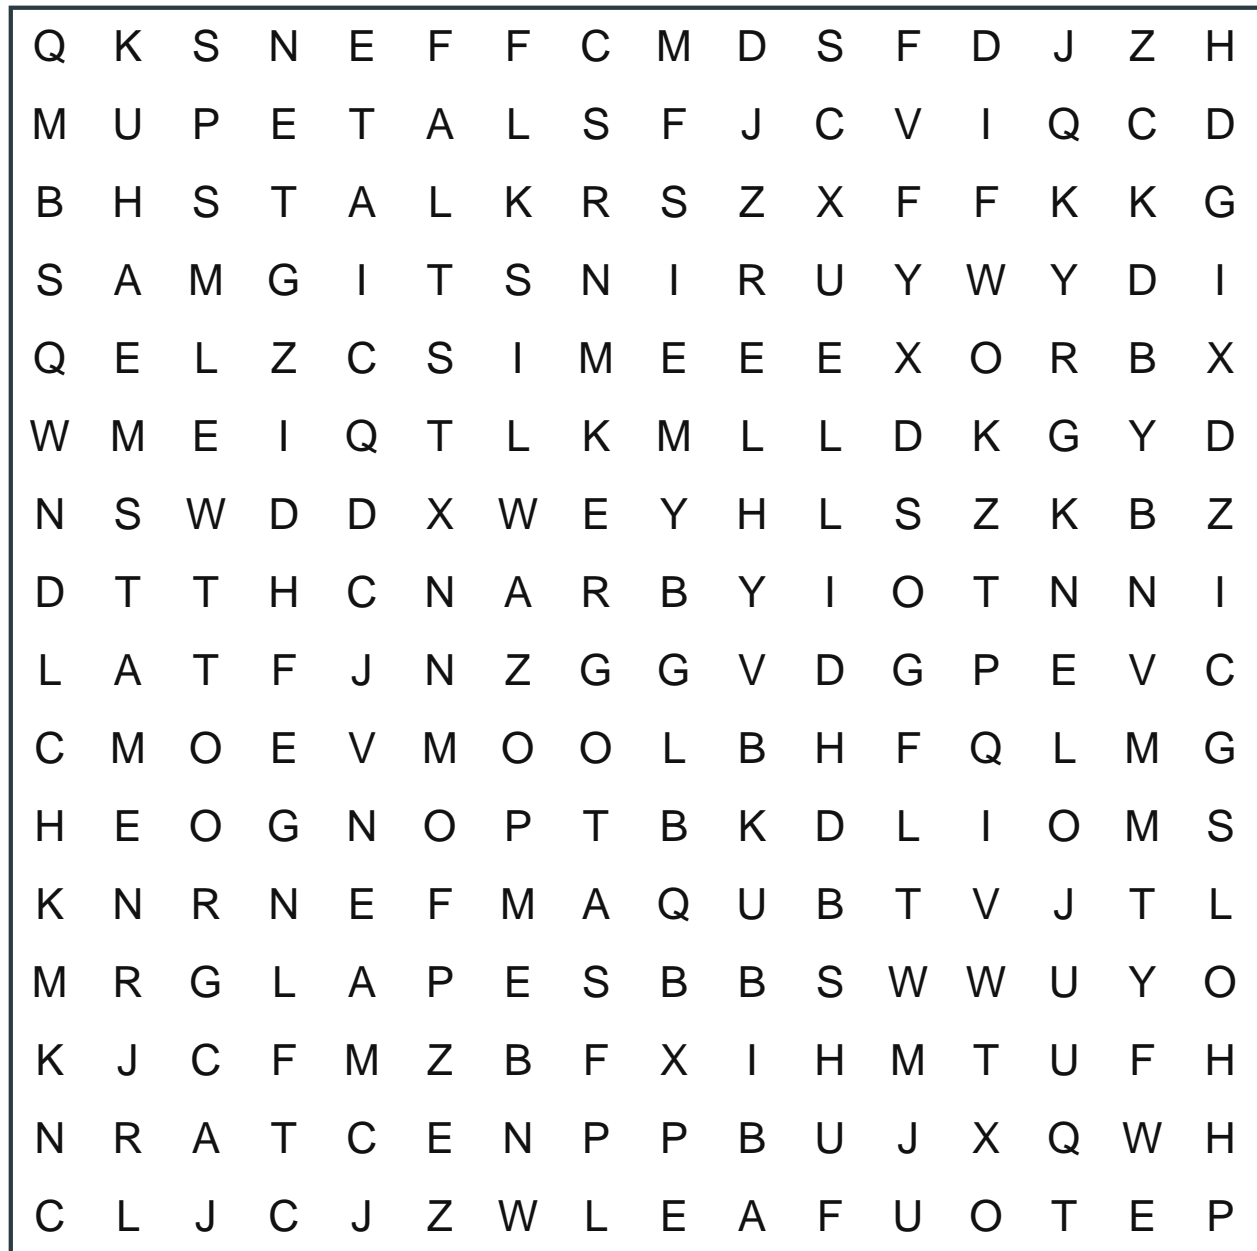 Q K S N E F F C M D S F D J Z H
M U P E T A L S F J C V I Q C D
B H S T A L K R S Z X F F K K G
S A M G I T S N I R U Y W Y D I
Q E L Z C S I M E E E X O R B X
W M E I Q T L K M L L D K G Y D
N S W D D X W E Y H L S Z K B Z
D T T H C N A R B Y I O T N N I
L A T F J N Z G G V D G P E V C
C M O E V M O O L B H F Q L M G
H E O G N O P T B K D L I O M S
K N R N E F M A Q U B T V J T L
M R G L A P E S B B S W W U Y O
K J C F M Z B F X I H M T U F H
N R A T C E N P P B U J X Q W H
C L J C J Z W L E A F U O T E P